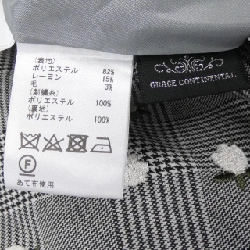 (表地)
ポリエステル 82%
レーヨン 15%
毛 3%
(刺繍糸)
ポリエステル 100%
(裏地)
ポリエステル 100%
F
あて布使用
GRACE CONTINENTAL